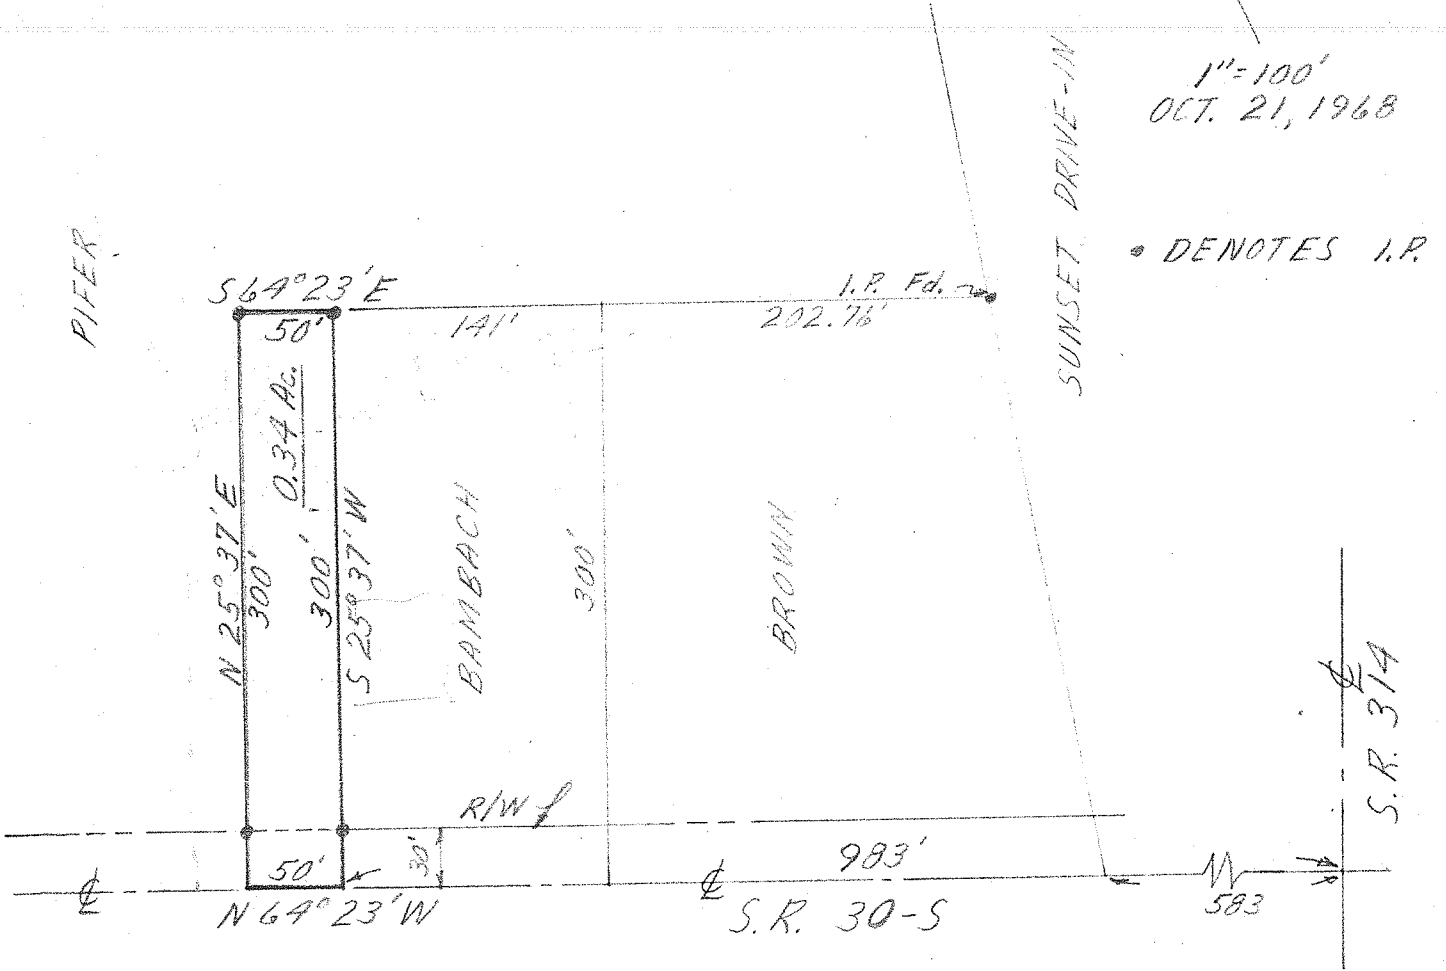 1"=100'
OCT. 21, 1968
SUNSET DRIVE-IN
• DENOTES I.P.
PIFER
S64°23'E
50'
141'
I.P. Fd.
202.76'
0.34 Ac.
N 25°37'E
300'
300'
S 25°37'W
BAMBACH
300'
BROWN
S.R. 314
R/W
30'
50'
983'
583
N 64°23'W
S.R. 30-S